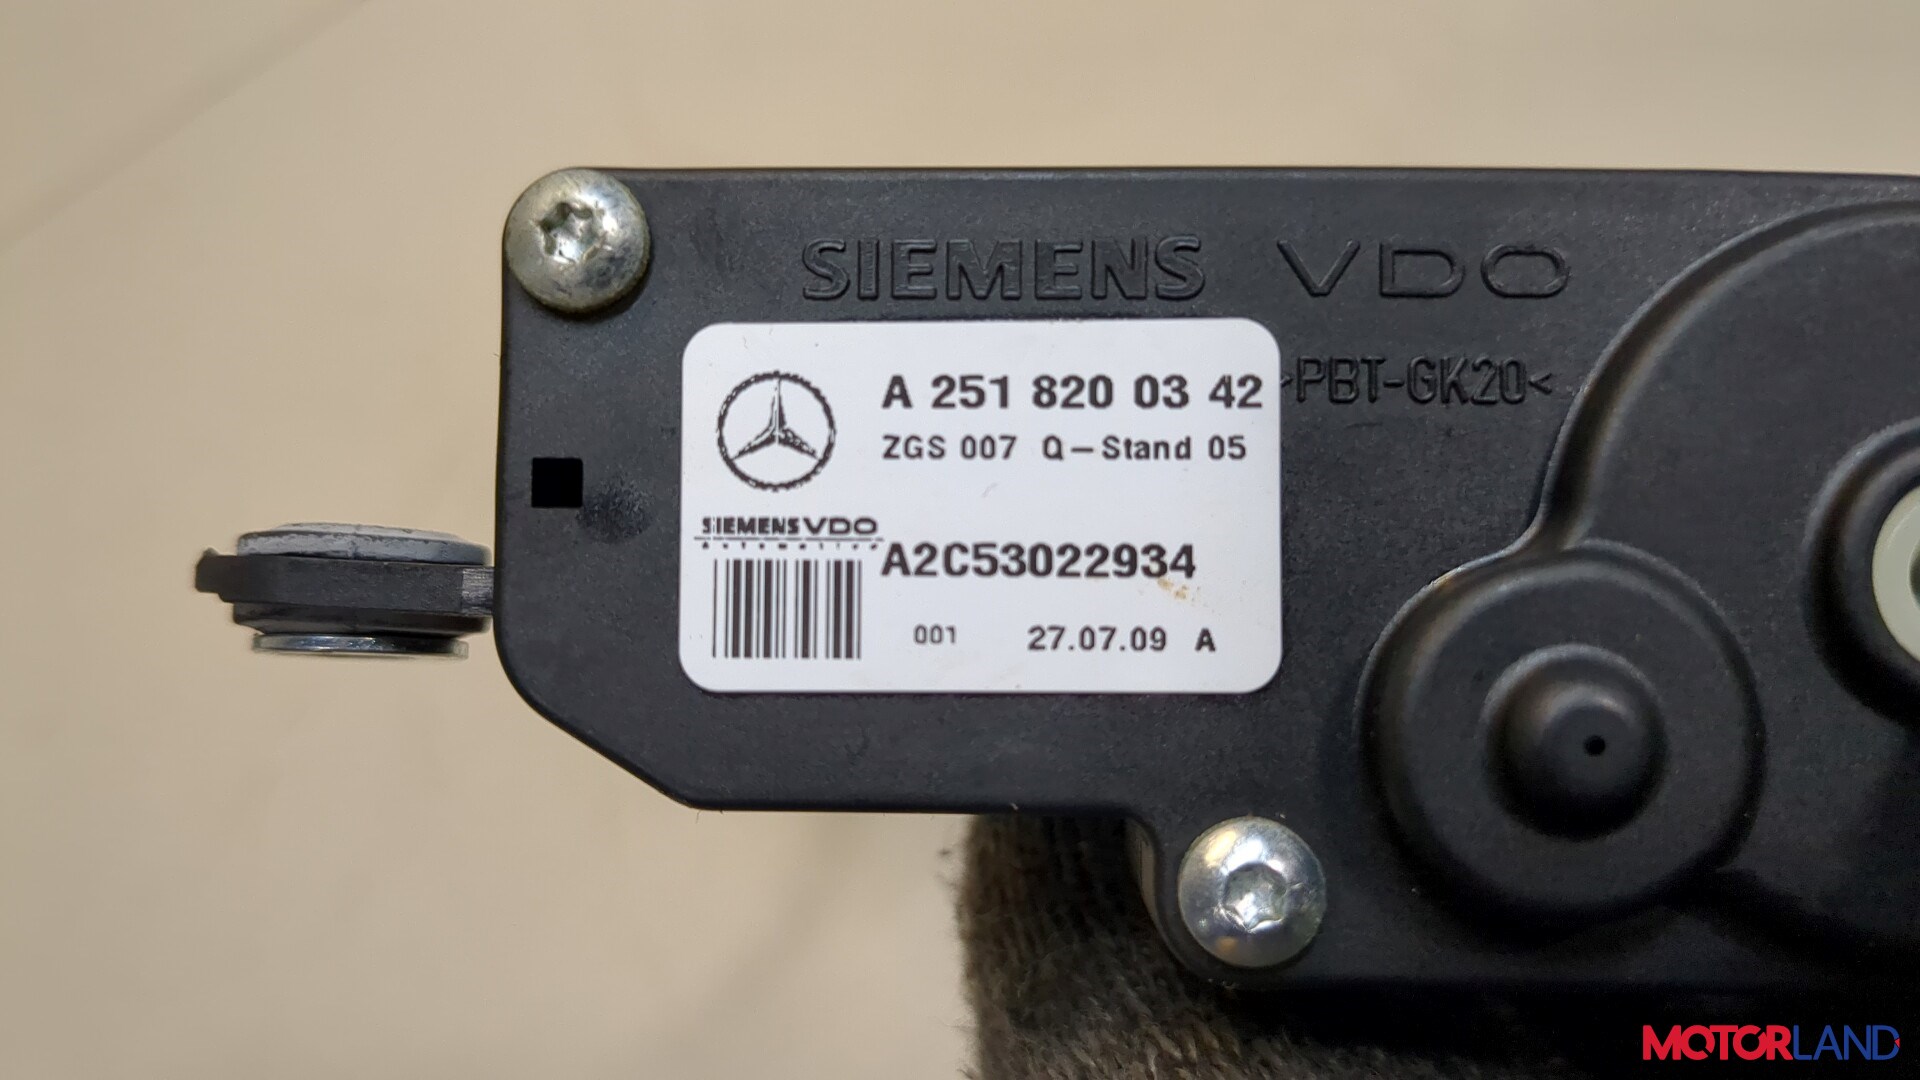 SIEMENS VDO
>PBT-GK20<
A 251 820 03 42
ZGS 007 Q-Stand 05
SIEMENS VDO
Automotive
A2C53022934
001 27.07.09 A
MOTORLAND